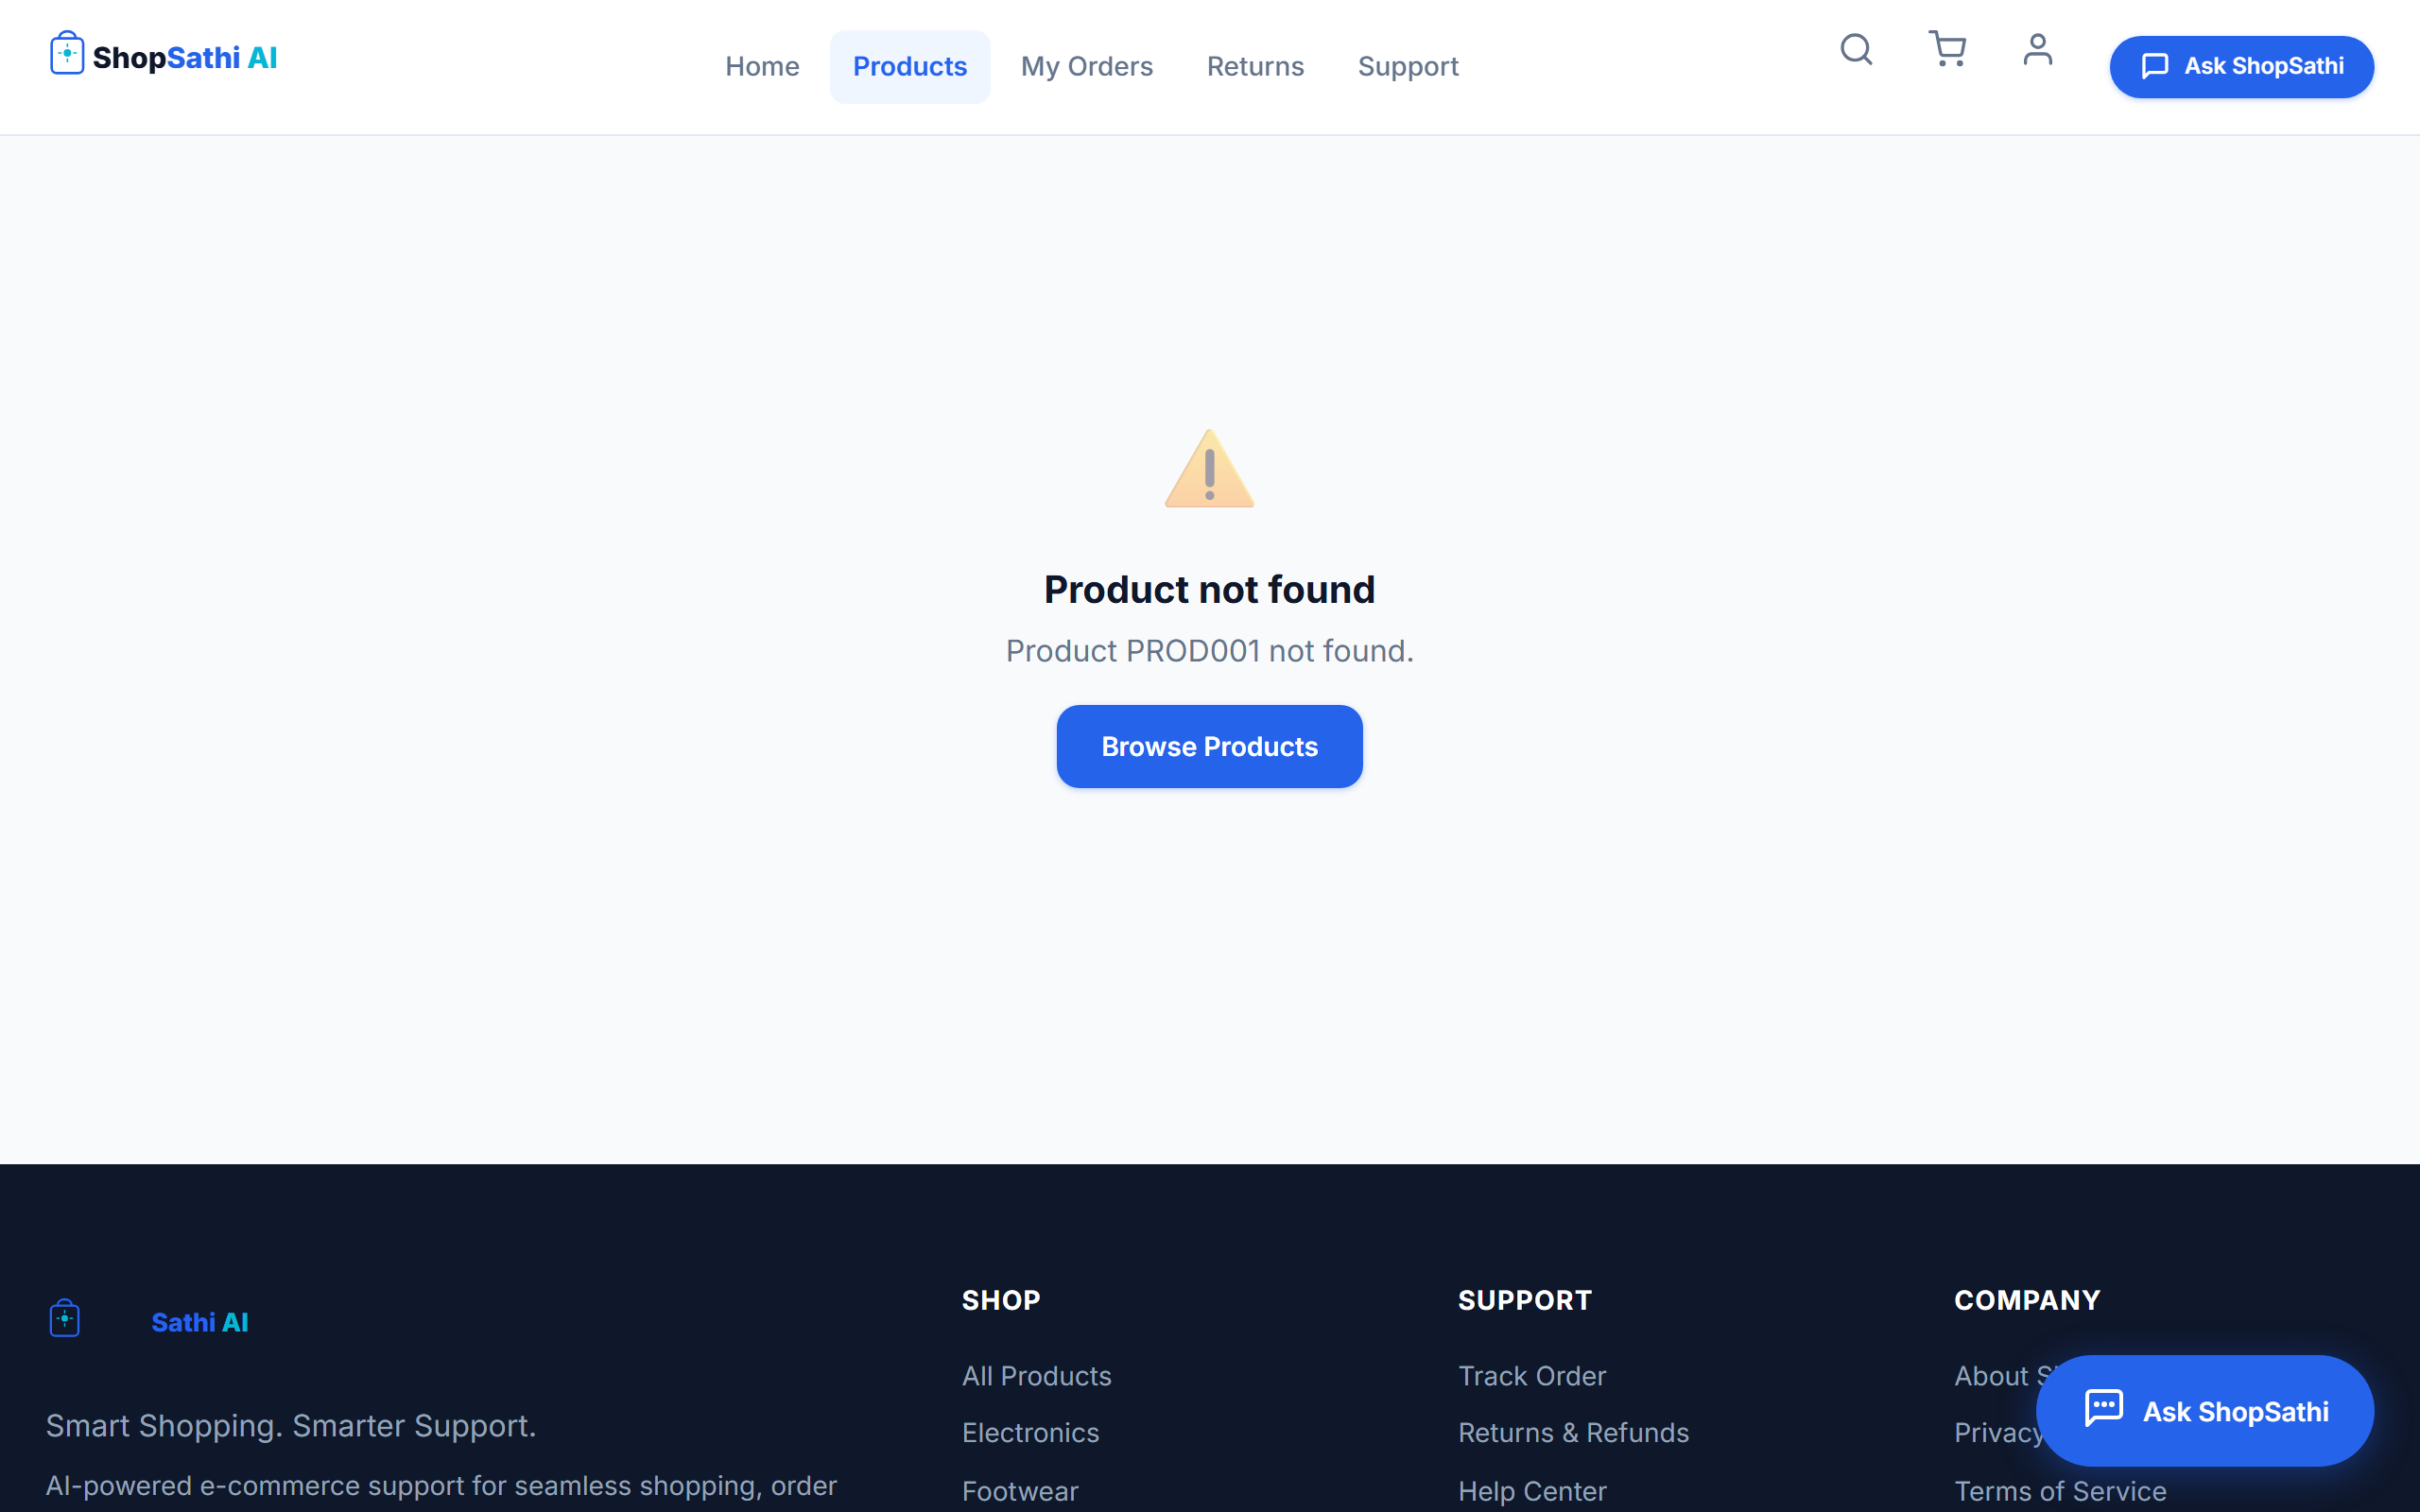 ShopSathi AI
Home
Products
My Orders
Returns
Support
Ask ShopSathi
Product not found
Product PROD001 not found.
Browse Products
Sathi AI
Smart Shopping. Smarter Support.
AI-powered e-commerce support for seamless shopping, order
SHOP
All Products
Electronics
Footwear
SUPPORT
Track Order
Returns & Refunds
Help Center
COMPANY
About
Privacy
Terms of Service
Ask ShopSathi